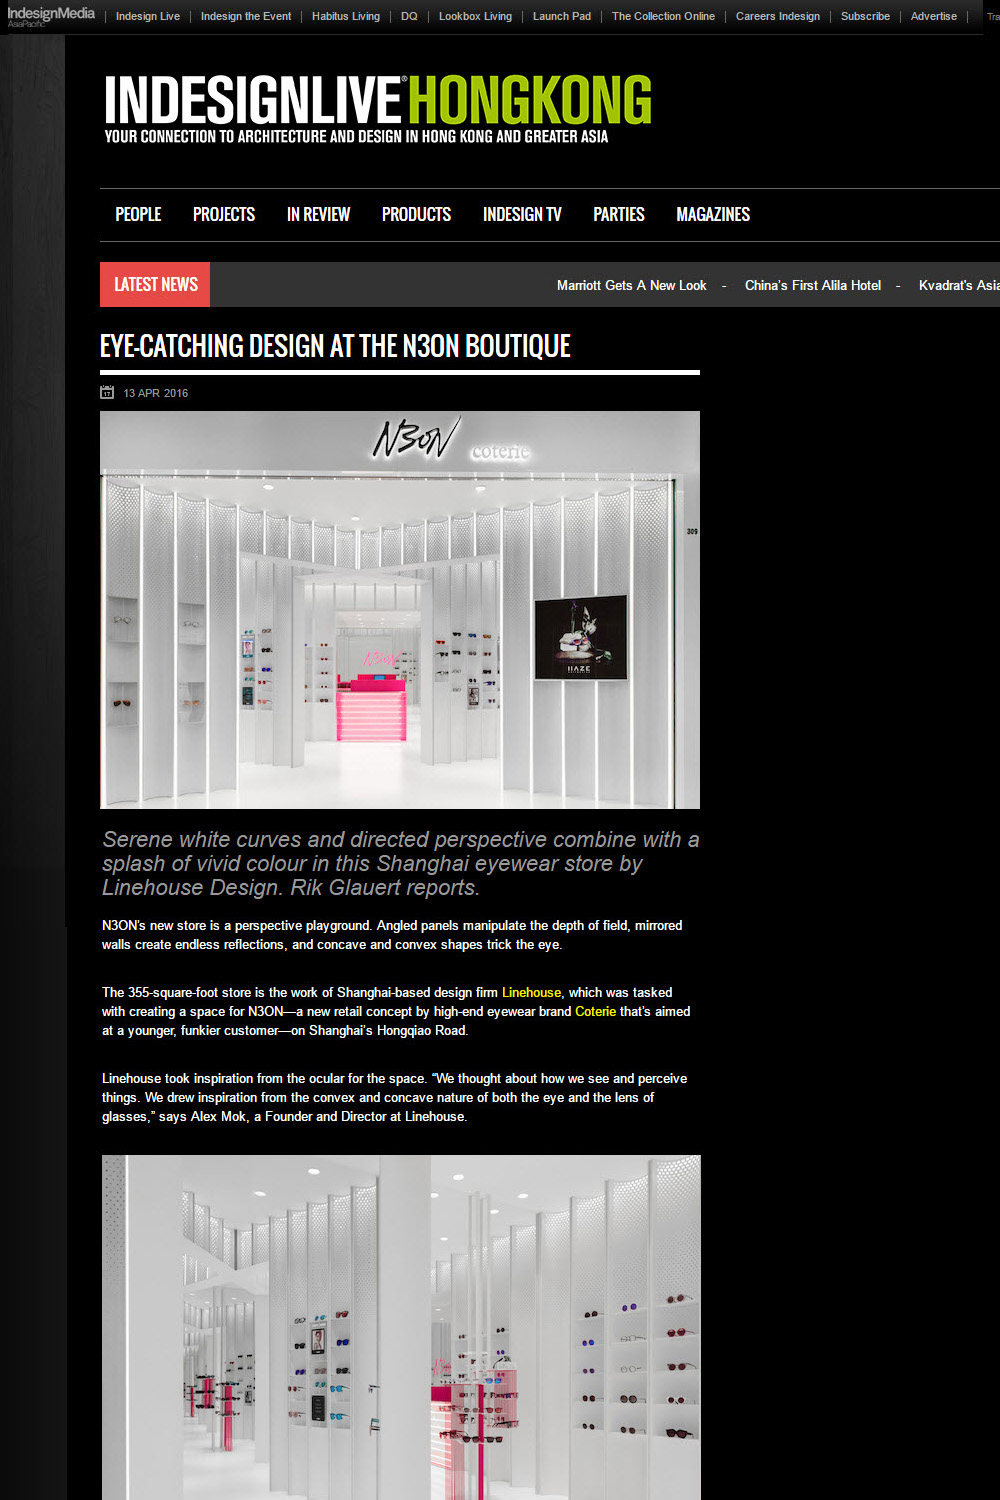 IndesignMedia
AsiaPacific
Indesign Live | Indesign the Event | Habitus Living | DQ | Lookbox Living | Launch Pad | The Collection Online | Careers Indesign | Subscribe | Advertise |
INDESIGNLIVE®HONGKONG
YOUR CONNECTION TO ARCHITECTURE AND DESIGN IN HONG KONG AND GREATER ASIA
PEOPLE PROJECTS IN REVIEW PRODUCTS INDESIGN TV PARTIES MAGAZINES
LATEST NEWS Marriott Gets A New Look - China's First Alila Hotel - Kvadrat's Asia
EYE-CATCHING DESIGN AT THE N3ON BOUTIQUE
17 13 APR 2016
N3ON coterie
309
N3ON
HAZE
Serene white curves and directed perspective combine with a
splash of vivid colour in this Shanghai eyewear store by
Linehouse Design. Rik Glauert reports.
N3ON's new store is a perspective playground. Angled panels manipulate the depth of field, mirrored
walls create endless reflections, and concave and convex shapes trick the eye.
The 355-square-foot store is the work of Shanghai-based design firm Linehouse, which was tasked
with creating a space for N3ON—a new retail concept by high-end eyewear brand Coterie that's aimed
at a younger, funkier customer—on Shanghai's Hongqiao Road.
Linehouse took inspiration from the ocular for the space. “We thought about how we see and perceive
things. We drew inspiration from the convex and concave nature of both the eye and the lens of
glasses,” says Alex Mok, a Founder and Director at Linehouse.